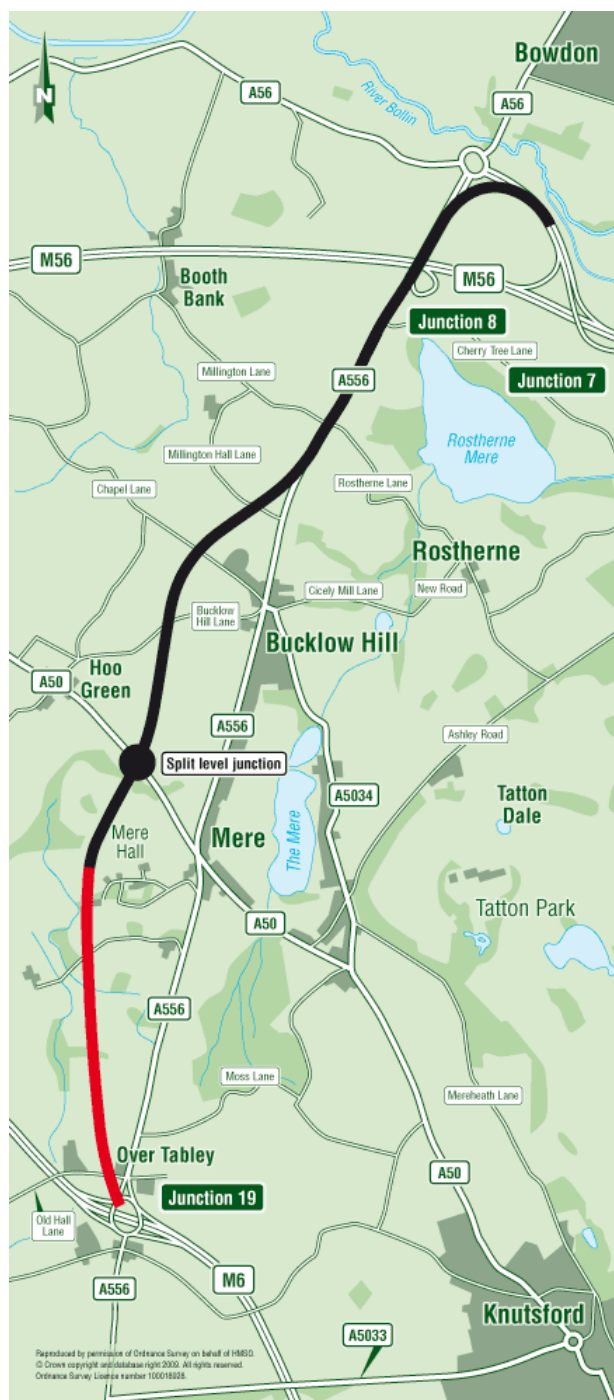 Bowdon
N
A56
River Bollin
A56
M56
Booth
Bank
M56
Junction 8
Cherry Tree Lane
Junction 7
Millington Lane
A556
Rostherne
Mere
Millington Hall Lane
Rostherne Lane
Chapel Lane
Rostherne
Cicely Mill Lane
New Road
Bucklow
Hill Lane
Bucklow Hill
Hoo
Green
A50
A556
Ashley Road
Split level junction
A5034
Tatton
Dale
The Mere
Mere
Hall
Mere
Tatton Park
A50
A556
Moss Lane
Mereheath Lane
Over Tabley
A50
Junction 19
Old Hall
Lane
M6
A556
Knutsford
A5033
Reproduced by permission of Ordnance Survey on behalf of HMSO.
© Crown copyright and database right 2009. All rights reserved.
Ordnance Survey Licence number 100018928.